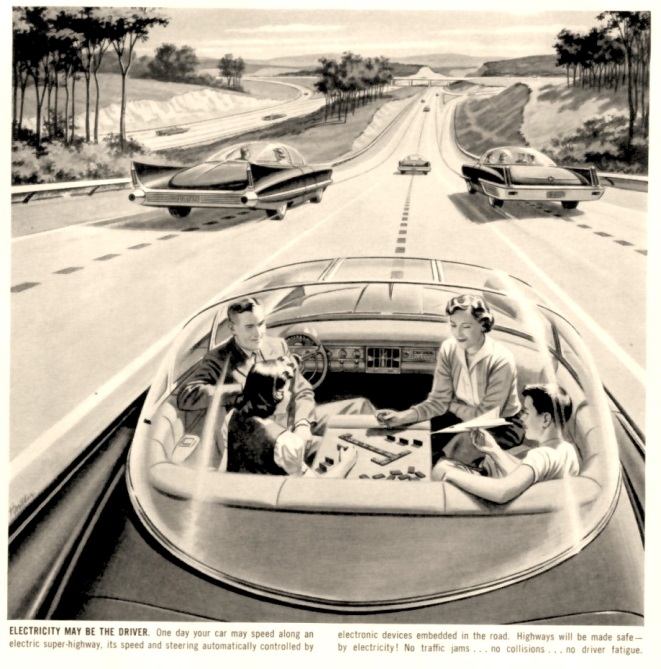 ELECTRICITY MAY BE THE DRIVER. One day your car may speed along an
electric super-highway, its speed and steering automatically controlled by
electronic devices embedded in the road. Highways will be made safe—
by electricity! No traffic jams . . . no collisions . . . no driver fatigue.